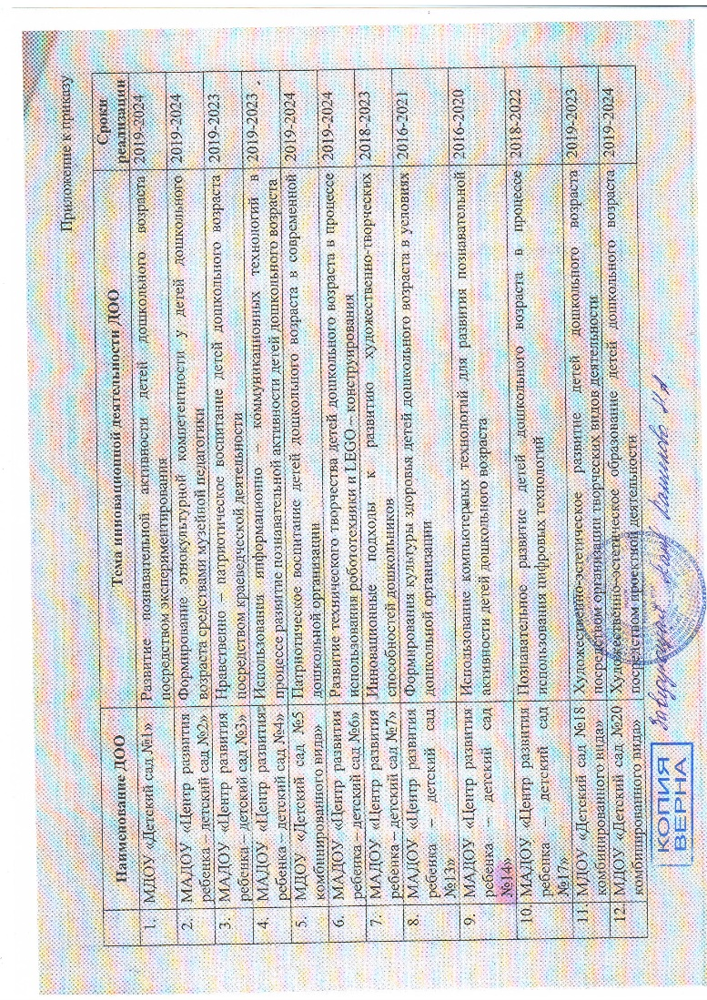 Приложение к приказу
Наименование ДОО Тема инновационной деятельности ДОО Сроки
реализации
1. МДОУ «Детский сад №1» Развитие познавательной активности детей дошкольного возраста 2019-2024
посредством экспериментирования
2. МАДОУ «Центр развития Формирование этнокультурной компетентности у детей дошкольного 2019-2024
ребенка – детский сад №2» возраста средствами музейной педагогики
3. МАДОУ «Центр развития Нравственно – патриотическое воспитание детей дошкольного возраста 2019-2023
ребенка - детский сад №3» посредством краеведческой деятельности
4. МАДОУ «Центр развития Использования информационно – коммуникационных технологий в 2019-2023
ребенка - детский сад №4» процессе развитие познавательной активности детей дошкольного возраста
5. МДОУ «Детский сад №5 Патриотическое воспитание детей дошкольного возраста в современной 2019-2024
комбинированного вида» дошкольной организации
6. МАДОУ «Центр развития Развитие технического творчества детей дошкольного возраста в процессе 2019-2024
ребенка – детский сад №6» использования робототехники и LEGO – конструирования
7. МАДОУ «Центр развития Инновационные подходы к развитию художественно-творческих 2018-2023
ребенка – детский сад №7» способностей дошкольников
8. МАДОУ «Центр развития Формирования культуры здоровья детей дошкольного возраста в условиях 2016-2021
ребенка – детский сад дошкольной организации
№13»
9. МАДОУ «Центр развития Использование компьютерных технологий для развития познавательной 2016-2020
ребенка – детский сад активности детей дошкольного возраста
№14»
10. МАДОУ «Центр развития Познавательное развитие детей дошкольного возраста в процессе 2018-2022
ребенка – детский сад использования цифровых технологий
№17»
11. МДОУ «Детский сад №18 Художественно-эстетическое развитие детей дошкольного возраста 2019-2023
комбинированного вида» посредством организации творческих видов деятельности
12. МДОУ «Детский сад №20 Художественно-эстетическое образование детей дошкольного возраста 2019-2024
комбинированного вида» посредством проектной деятельности
КОПИЯ
ВЕРНА